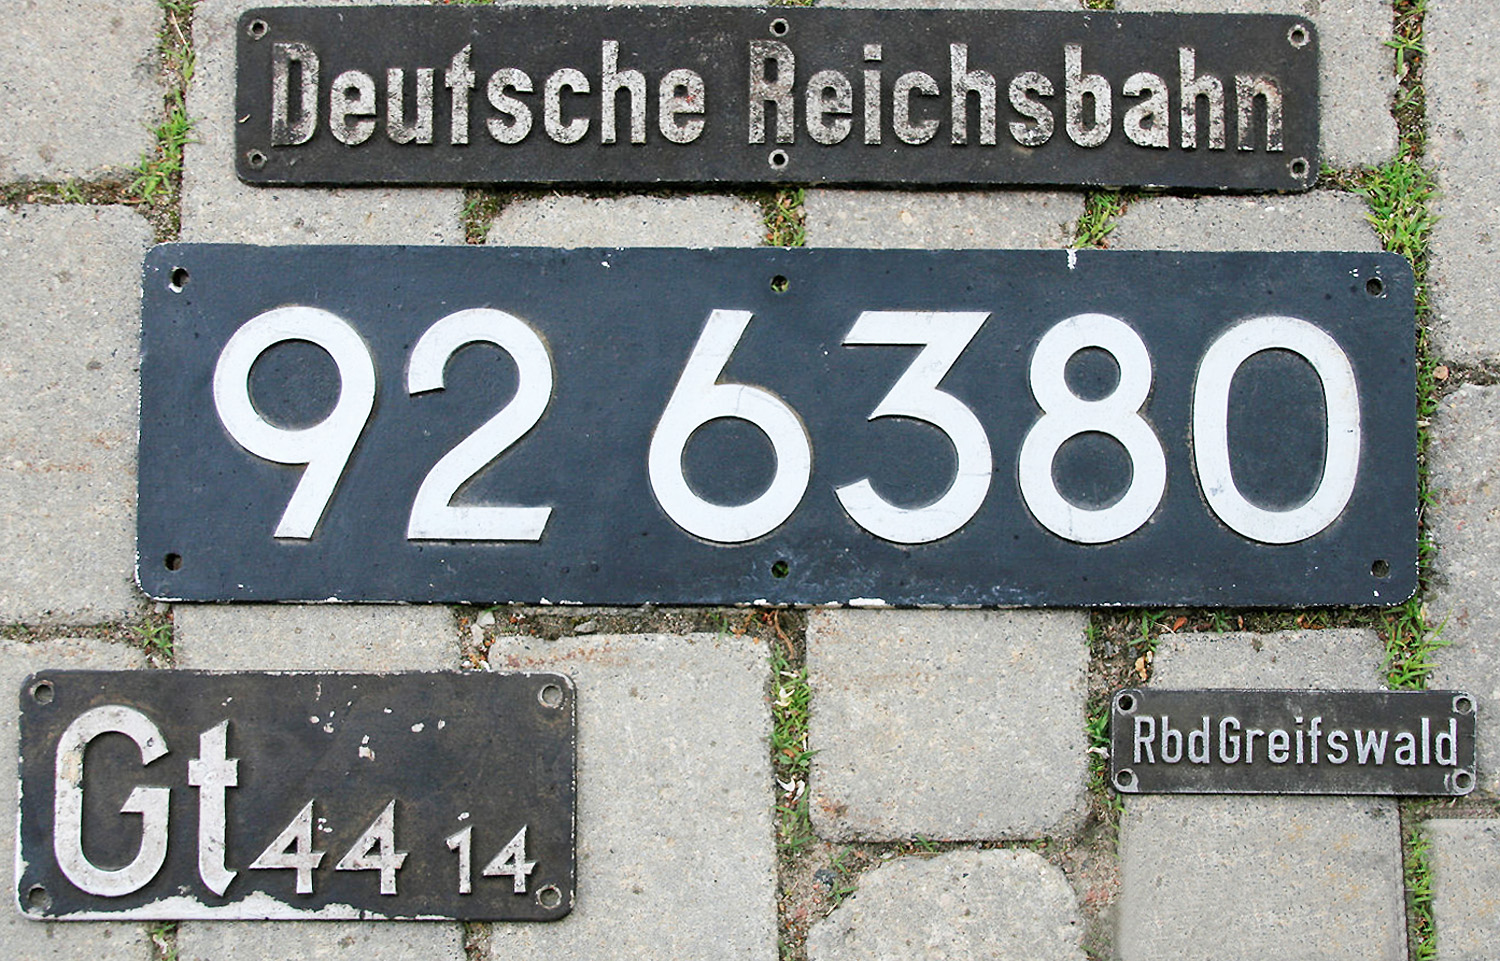 Deutsche Reichsbahn
92 6380
Gt 44 14
Rbd Greifswald